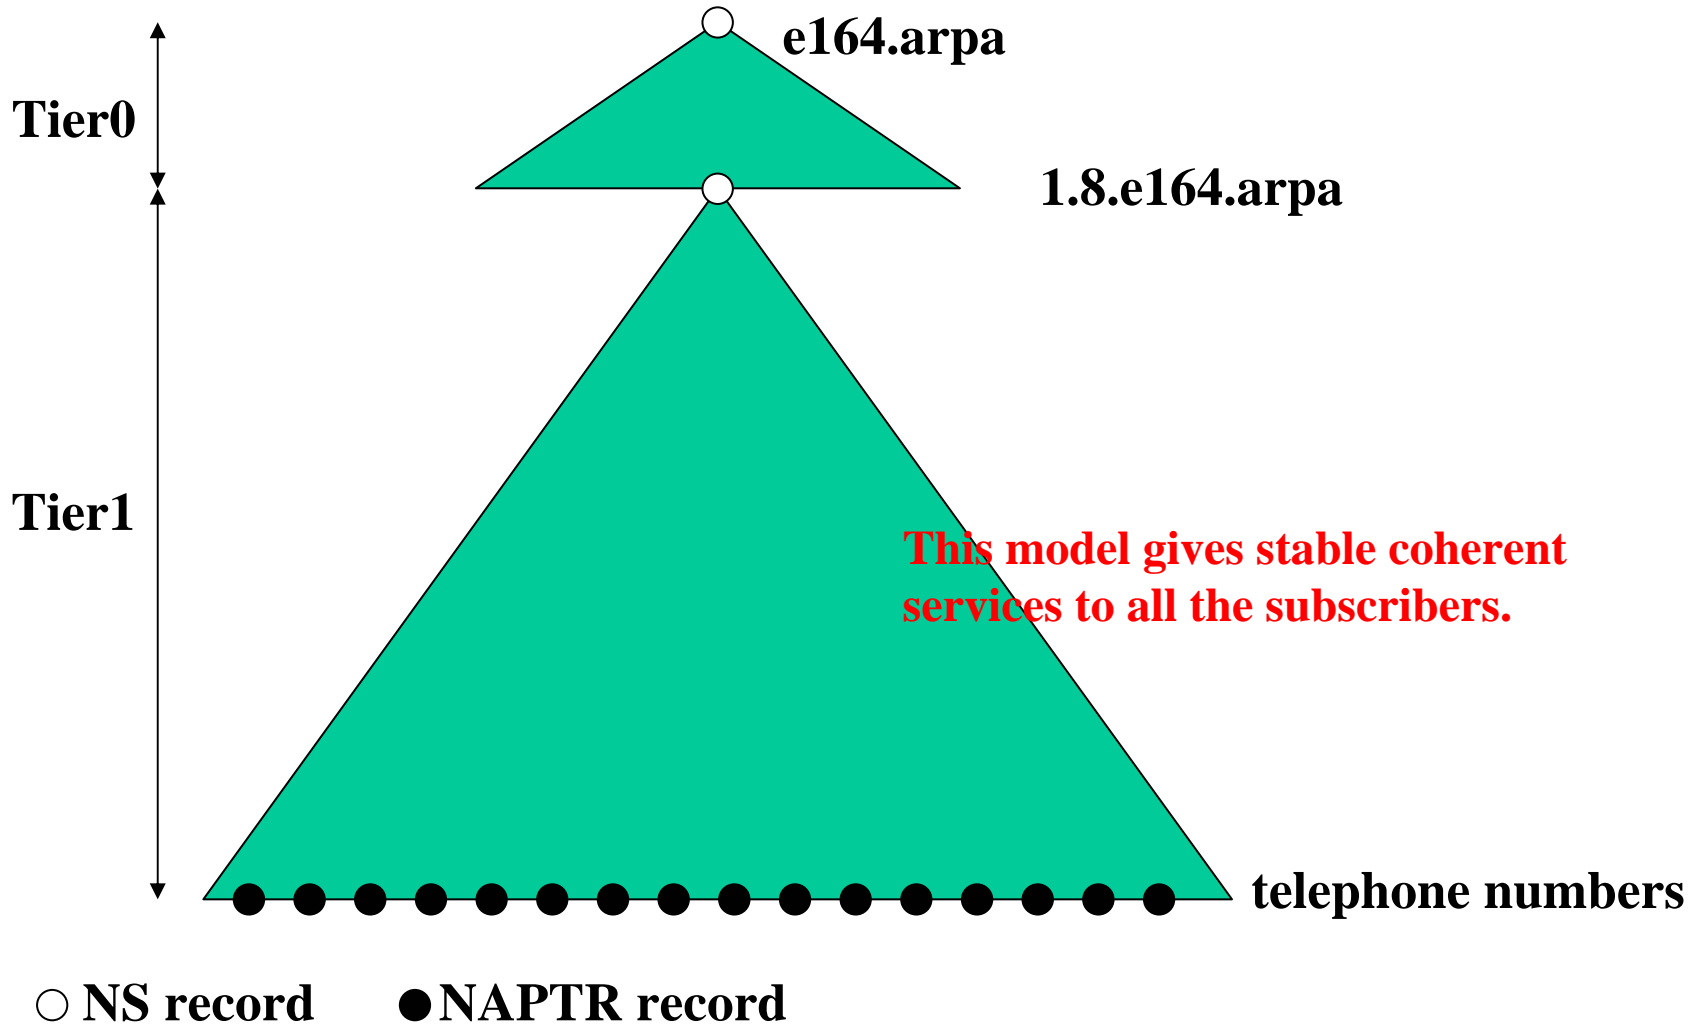 e164.arpa
Tier0
1.8.e164.arpa
Tier1
This model gives stable coherent
services to all the subscribers.
telephone numbers
NS record
NAPTR record